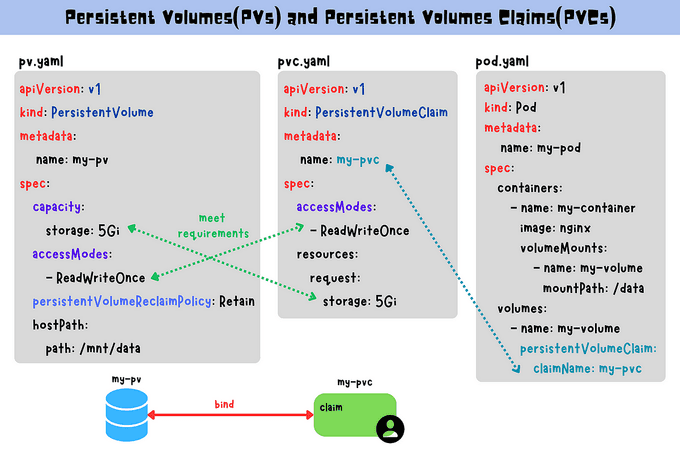 Persistent Volumes(PVs) and Persistent Volumes Claims(PVCs)
pv.yaml
apiVersion: v1
kind: PersistentVolume
metadata:
name: my-pv
spec:
capacity:
storage: 5Gi
accessModes:
- ReadWriteOnce
persistentVolumeReclaimPolicy: Retain
hostPath:
path: /mnt/data
meet
requirements
pvc.yaml
apiVersion: v1
kind: PersistentVolumeClaim
metadata:
name: my-pvc
spec:
accessModes:
- ReadWriteOnce
resources:
request:
storage: 5Gi
pod.yaml
apiVersion: v1
kind: Pod
metadata:
name: my-pod
spec:
containers:
- name: my-container
image: nginx
volumeMounts:
- name: my-volume
mountPath: /data
volumes:
- name: my-volume
persistentVolumeClaim:
claimName: my-pvc
my-pv
bind
my-pvc
claim